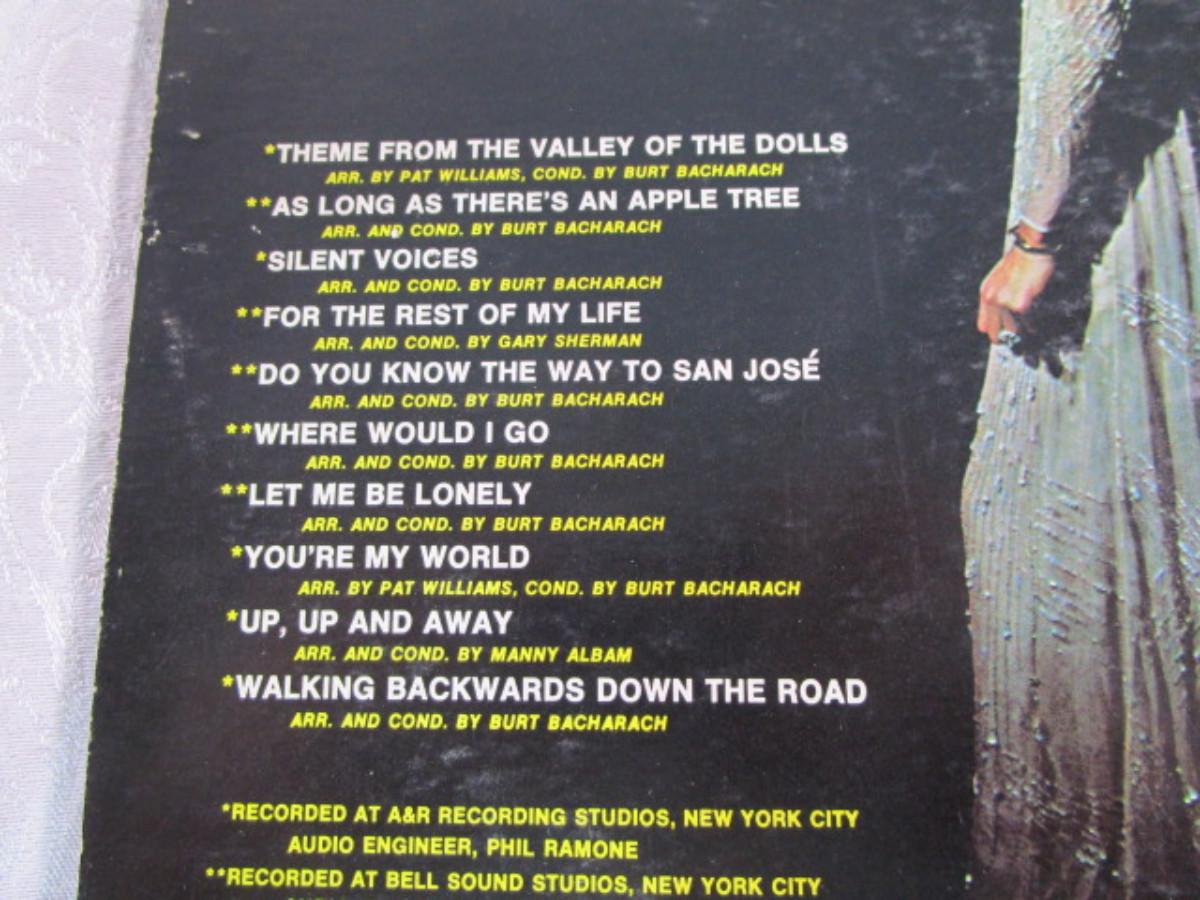 *THEME FROM THE VALLEY OF THE DOLLS
ARR. BY PAT WILLIAMS, COND. BY BURT BACHARACH
**AS LONG AS THERE'S AN APPLE TREE
ARR. AND COND. BY BURT BACHARACH
*SILENT VOICES
ARR. AND COND. BY BURT BACHARACH
**FOR THE REST OF MY LIFE
ARR. AND COND. BY GARY SHERMAN
**DO YOU KNOW THE WAY TO SAN JOSÉ
ARR. AND COND. BY BURT BACHARACH
**WHERE WOULD I GO
ARR. AND COND. BY BURT BACHARACH
**LET ME BE LONELY
ARR. AND COND. BY BURT BACHARACH
*YOU'RE MY WORLD
ARR. BY PAT WILLIAMS, COND. BY BURT BACHARACH
*UP, UP AND AWAY
ARR. AND COND. BY MANNY ALBAM
*WALKING BACKWARDS DOWN THE ROAD
ARR. AND COND. BY BURT BACHARACH
*RECORDED AT A&R RECORDING STUDIOS, NEW YORK CITY
AUDIO ENGINEER, PHIL RAMONE
**RECORDED AT BELL SOUND STUDIOS, NEW YORK CITY